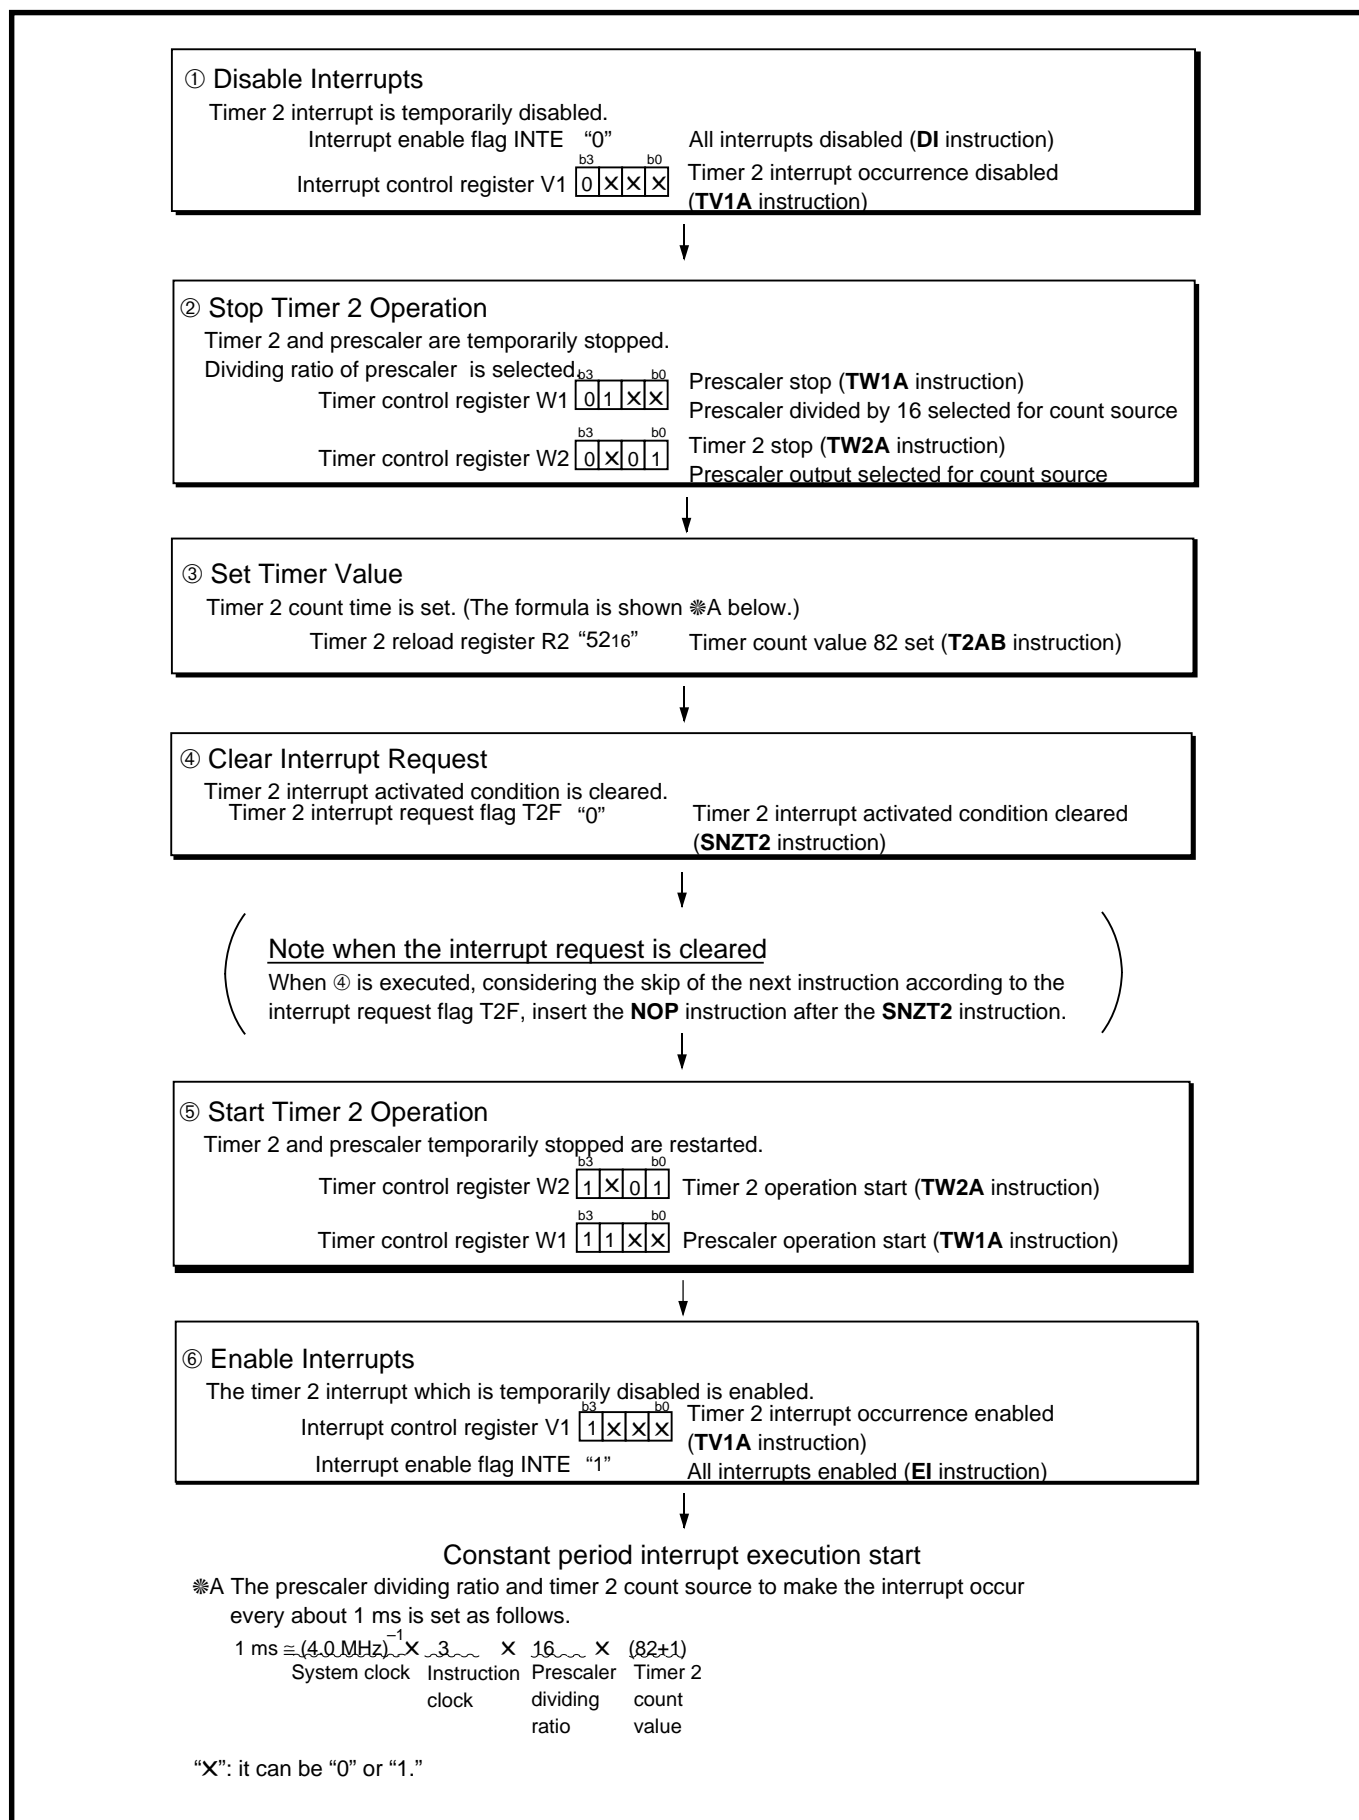 ① Disable Interrupts
Timer 2 interrupt is temporarily disabled.
Interrupt enable flag INTE “0” All interrupts disabled (DI instruction)
b3 b0
Interrupt control register V1 0 X X X Timer 2 interrupt occurrence disabled
(TV1A instruction)
② Stop Timer 2 Operation
Timer 2 and prescaler are temporarily stopped.
Dividing ratio of prescaler is selected.
b3 b0
Timer control register W1 0 1 X X Prescaler stop (TW1A instruction)
Prescaler divided by 16 selected for count source
b3 b0
Timer control register W2 0 X 0 1 Timer 2 stop (TW2A instruction)
Prescaler output selected for count source
③ Set Timer Value
Timer 2 count time is set. (The formula is shown ❊A below.)
Timer 2 reload register R2 “5216” Timer count value 82 set (T2AB instruction)
④ Clear Interrupt Request
Timer 2 interrupt activated condition is cleared.
Timer 2 interrupt request flag T2F “0” Timer 2 interrupt activated condition cleared
(SNZT2 instruction)
Note when the interrupt request is cleared
When ④ is executed, considering the skip of the next instruction according to the
interrupt request flag T2F, insert the NOP instruction after the SNZT2 instruction.
⑤ Start Timer 2 Operation
Timer 2 and prescaler temporarily stopped are restarted.
b3 b0
Timer control register W2 1 X 0 1 Timer 2 operation start (TW2A instruction)
b3 b0
Timer control register W1 1 1 X X Prescaler operation start (TW1A instruction)
⑥ Enable Interrupts
The timer 2 interrupt which is temporarily disabled is enabled.
b3 b0
Interrupt control register V1 1 X X X Timer 2 interrupt occurrence enabled
(TV1A instruction)
Interrupt enable flag INTE “1” All interrupts enabled (EI instruction)
Constant period interrupt execution start
❊A The prescaler dividing ratio and timer 2 count source to make the interrupt occur
every about 1 ms is set as follows.
1 ms ≅ (4.0 MHz)–1 X 3 X 16 X (82+1)
System clock Instruction Prescaler Timer 2
clock dividing count
ratio value
“X”: it can be “0” or “1.”